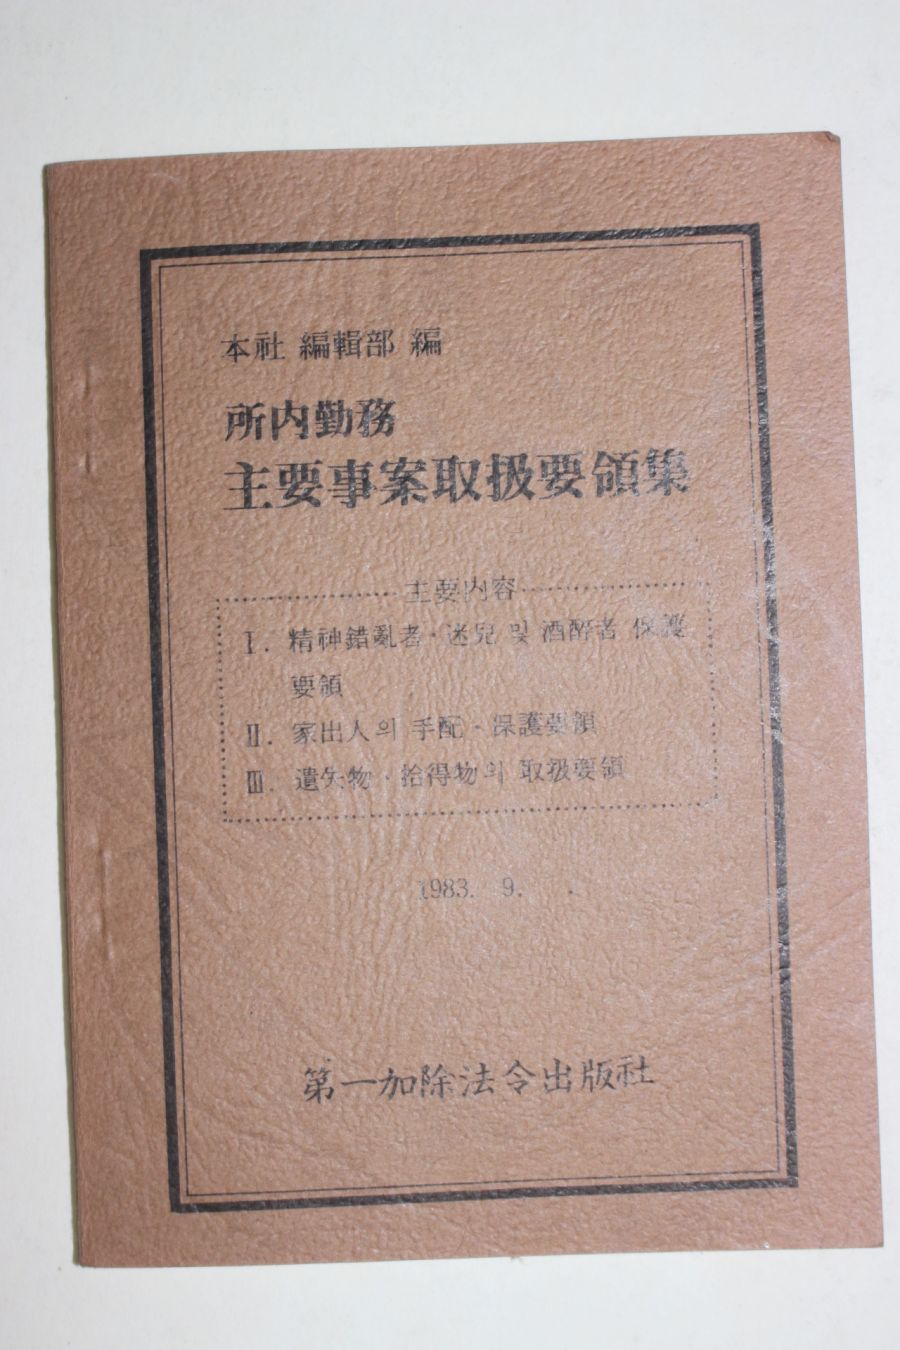 本社 編輯部 編
所内勤務
主要事案取扱要領集
主要内容
Ⅰ. 精神錯亂者·迷兒 및 酒醉者 保護
要領
Ⅱ. 家出人의 手配·保護要領
Ⅲ. 遺失物·拾得物의 取扱要領
1983. 9. .
第一加除法令出版社